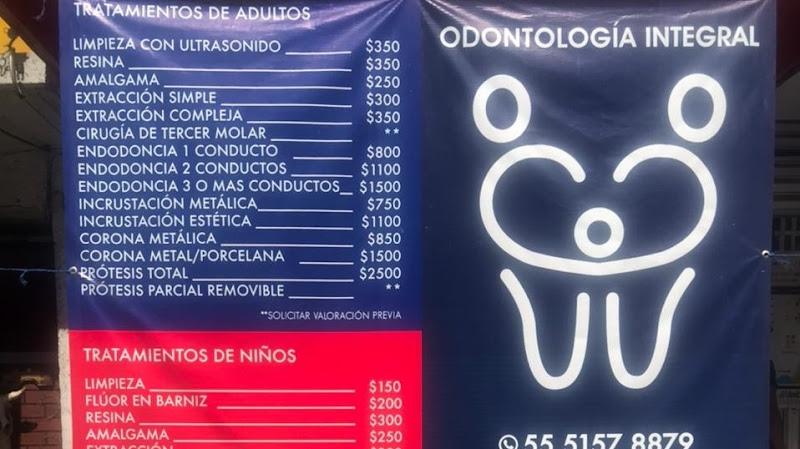 TRATAMIENTOS DE ADULTOS
LIMPIEZA CON ULTRASONIDO $350
RESINA $350
AMALGAMA $250
EXTRACCIÓN SIMPLE $300
EXTRACCIÓN COMPLEJA $350
CIRUGÍA DE TERCER MOLAR **
ENDODONCIA 1 CONDUCTO $800
ENDODONCIA 2 CONDUCTOS $1100
ENDODONCIA 3 O MAS CONDUCTOS $1500
INCRUSTACIÓN METÁLICA $750
INCRUSTACIÓN ESTÉTICA $1100
CORONA METÁLICA $850
CORONA METAL/PORCELANA $1500
PRÓTESIS TOTAL $2500
PRÓTESIS PARCIAL REMOVIBLE **
**SOLICITAR VALORACIÓN PREVIA
TRATAMIENTOS DE NIÑOS
LIMPIEZA $150
FLÚOR EN BARNIZ $200
RESINA $300
AMALGAMA $250
EXTRACCIÓN
ODONTOLOGÍA INTEGRAL
55 5157 8879